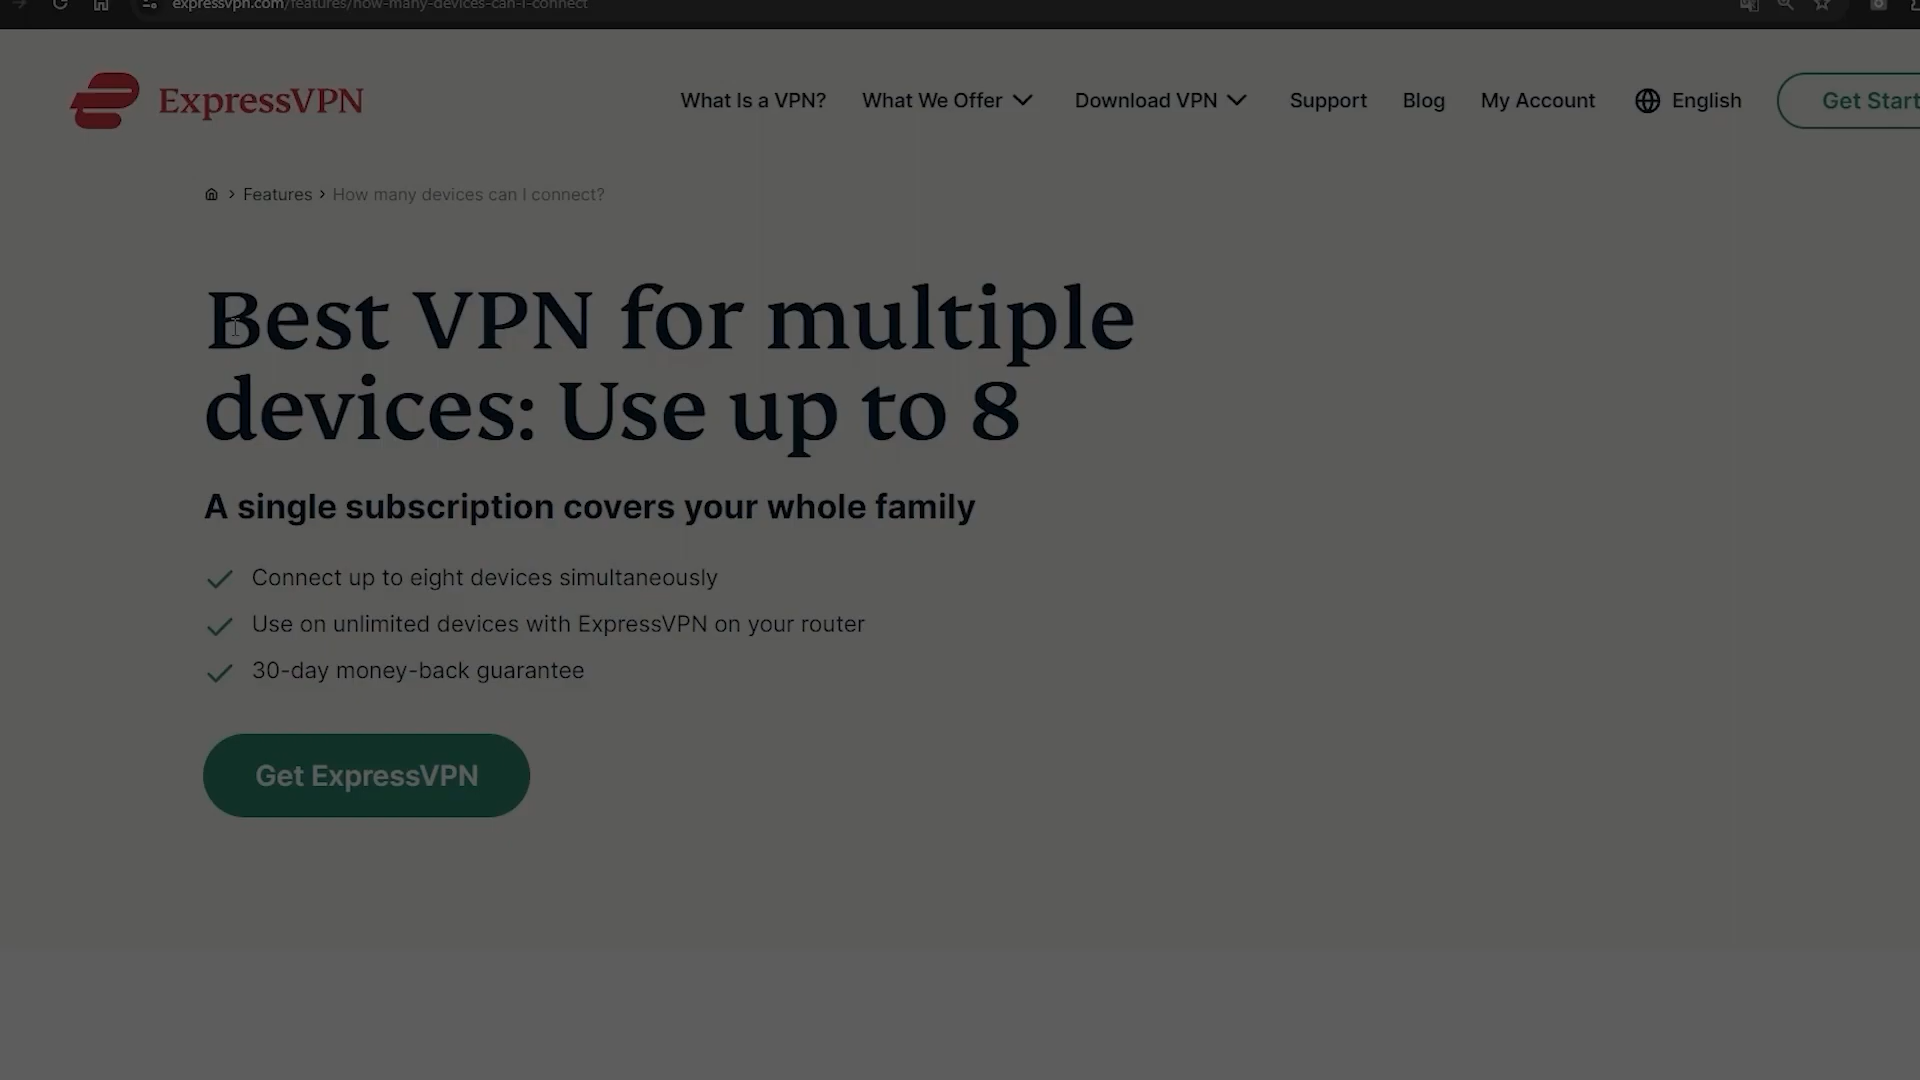 expressvpn.com/features/how-many-devices-can-i-connect
ExpressVPN
What Is a VPN?
What We Offer
Download VPN
Support
Blog
My Account
English
Get Start
Features > How many devices can I connect?
Best VPN for multiple
devices: Use up to 8
A single subscription covers your whole family
Connect up to eight devices simultaneously
Use on unlimited devices with ExpressVPN on your router
30-day money-back guarantee
Get ExpressVPN